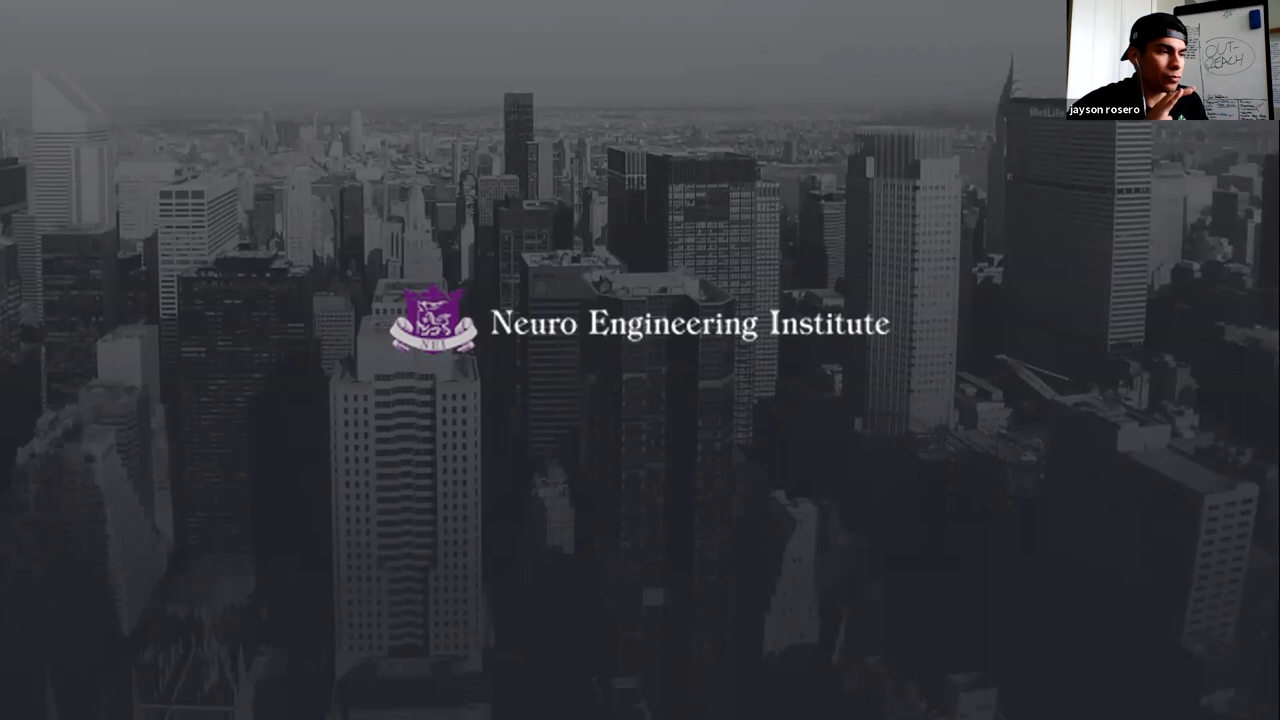 Neuro Engineering Institute
NEI
jayson rosero
OUT-
REACH
MetLife